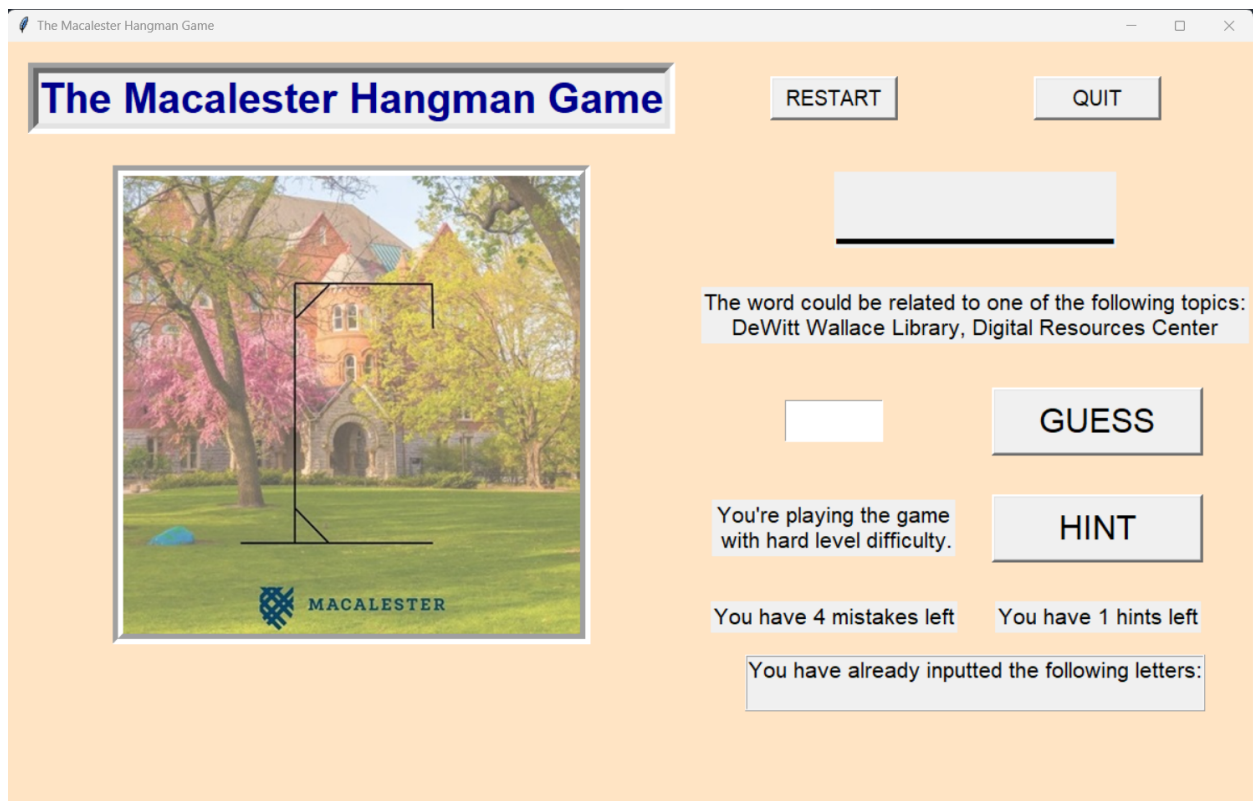 The Macalester Hangman Game
The Macalester Hangman Game
RESTART
QUIT
The word could be related to one of the following topics:
DeWitt Wallace Library, Digital Resources Center
GUESS
You're playing the game
with hard level difficulty.
HINT
MACALESTER
You have 4 mistakes left
You have 1 hints left
You have already inputted the following letters: